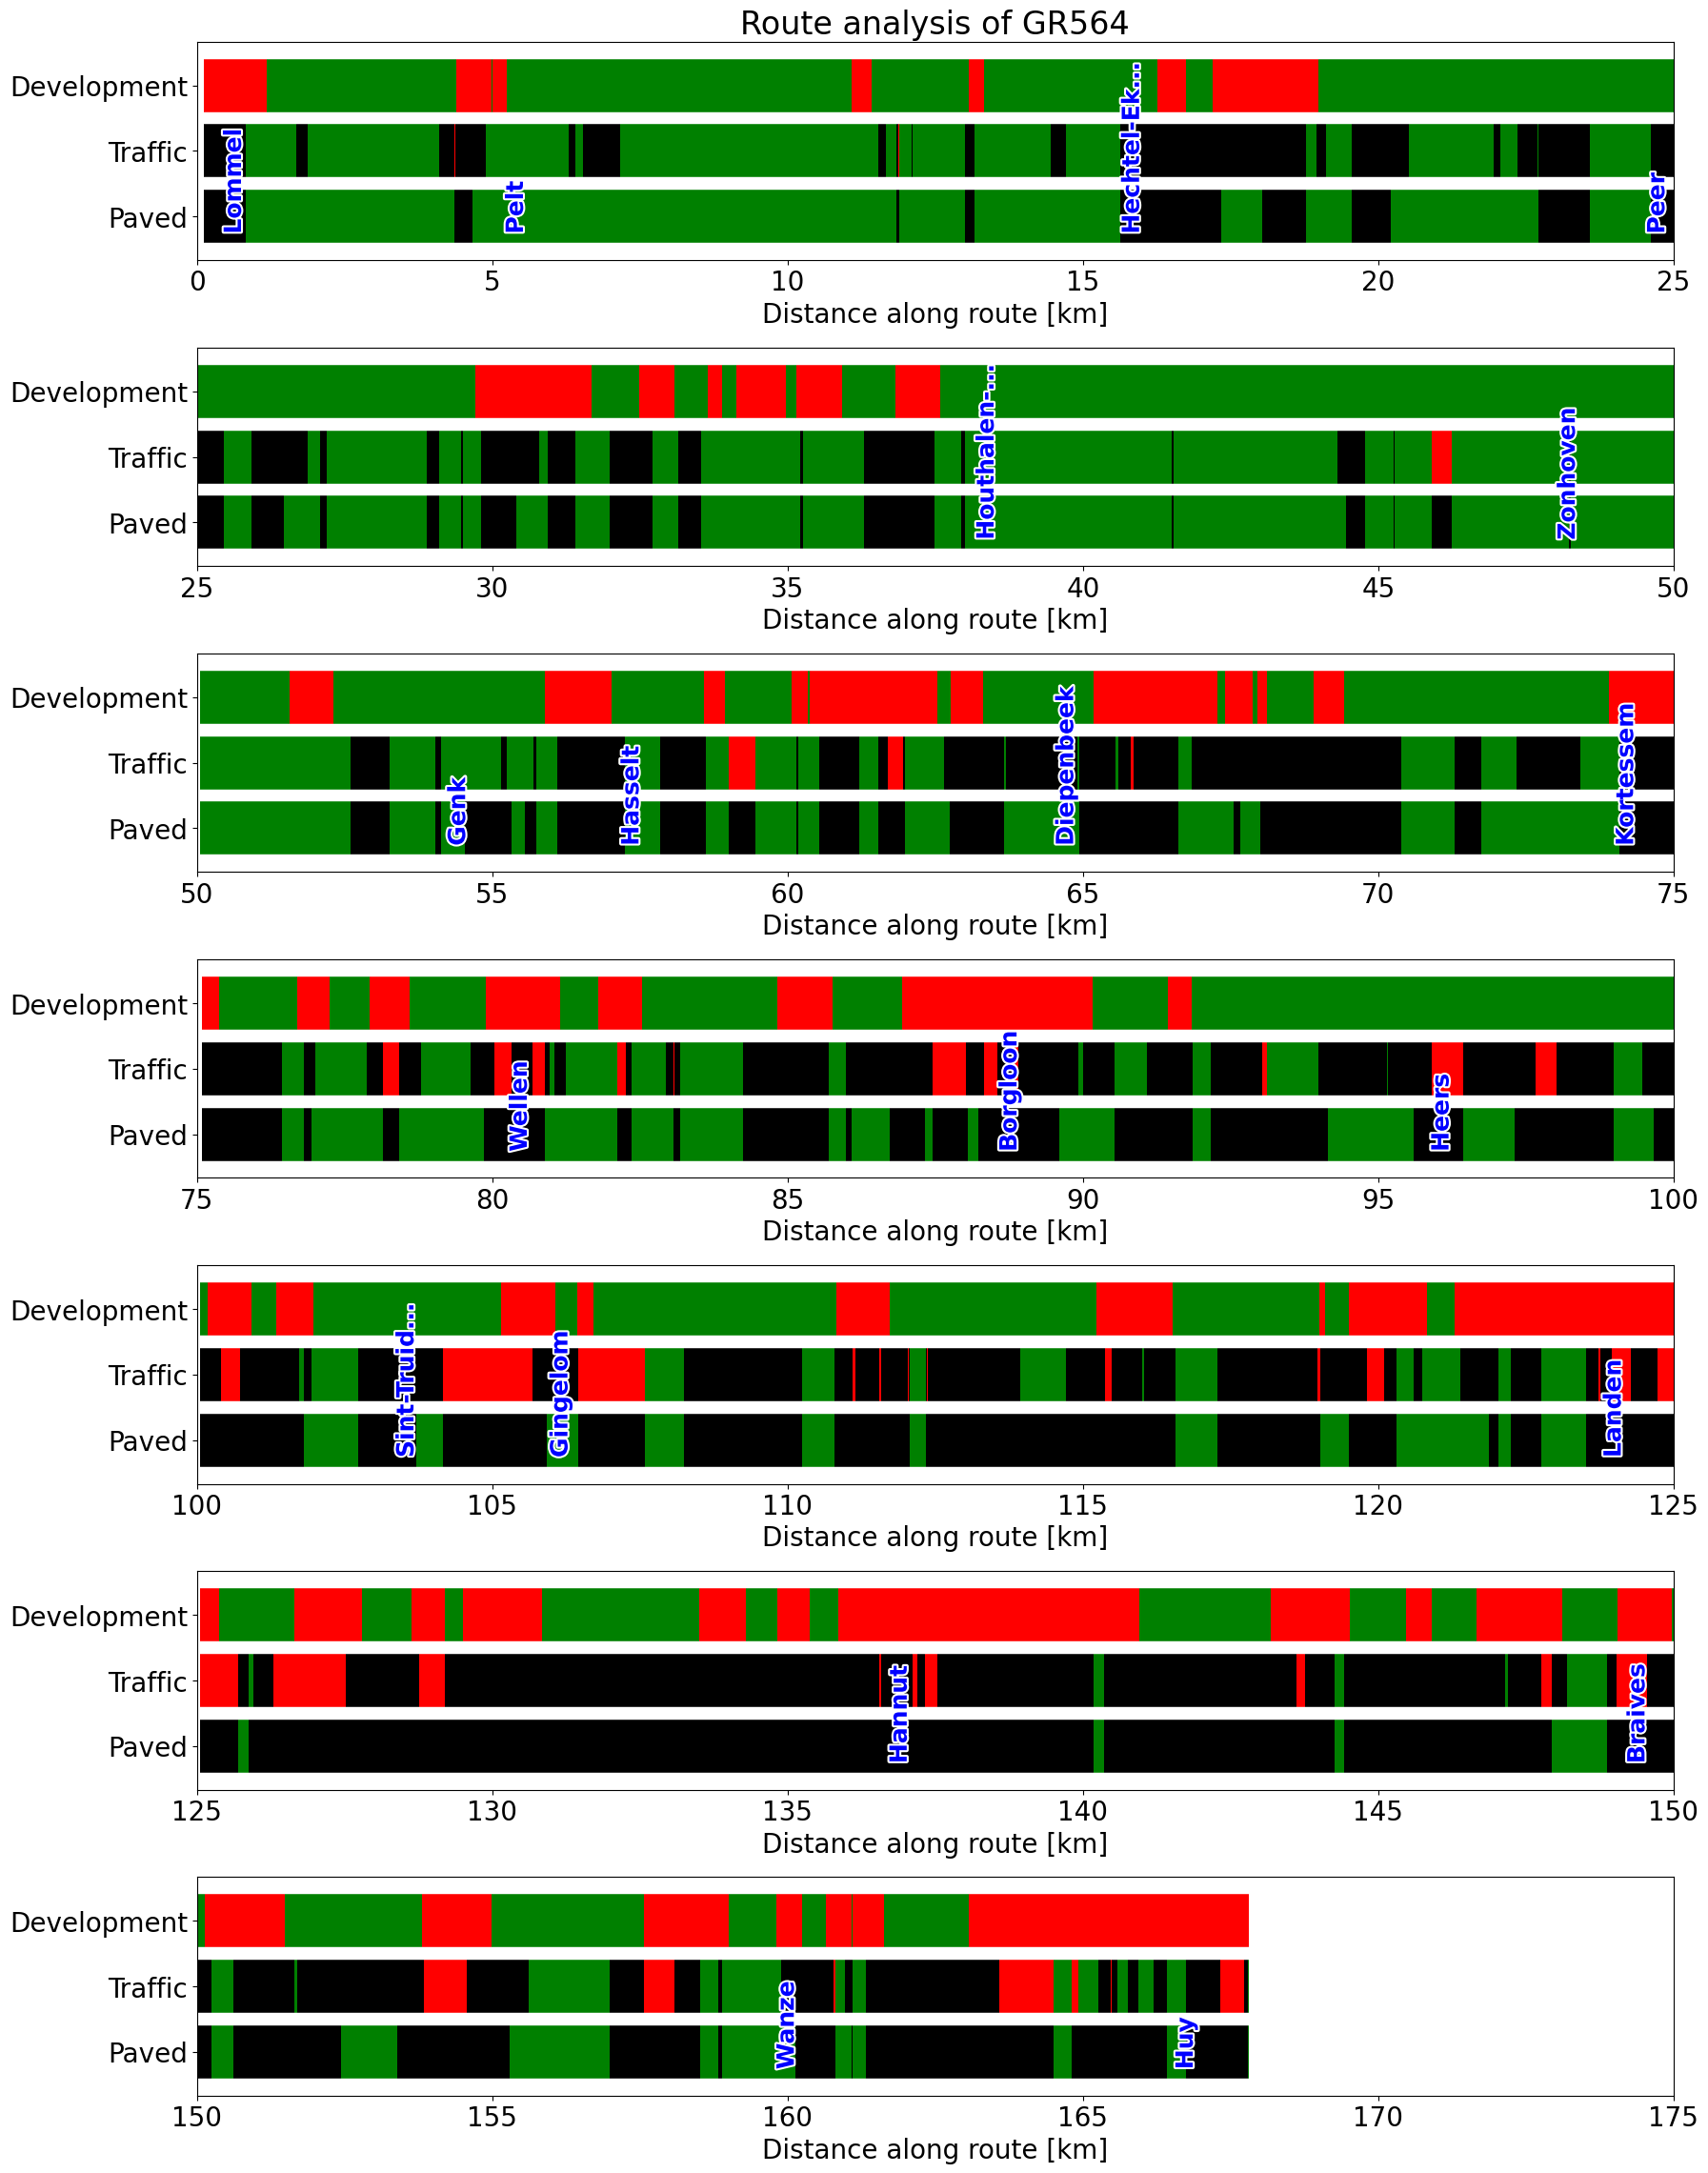 Route analysis of GR564
Development
Traffic
Paved
Lommel
Pelt
Hechtel-Ek...
Peer
0 5 10 15 20 25
Distance along route [km]
Development
Traffic
Paved
Houthalen-...
Zonhoven
25 30 35 40 45 50
Distance along route [km]
Development
Traffic
Paved
Genk
Hasselt
Diepenbeek
Kortessem
50 55 60 65 70 75
Distance along route [km]
Development
Traffic
Paved
Wellen
Borgloon
Heers
75 80 85 90 95 100
Distance along route [km]
Development
Traffic
Paved
Sint-Truid...
Gingelom
Landen
100 105 110 115 120 125
Distance along route [km]
Development
Traffic
Paved
Hannut
Braives
125 130 135 140 145 150
Distance along route [km]
Development
Traffic
Paved
Wanze
Huy
150 155 160 165 170 175
Distance along route [km]